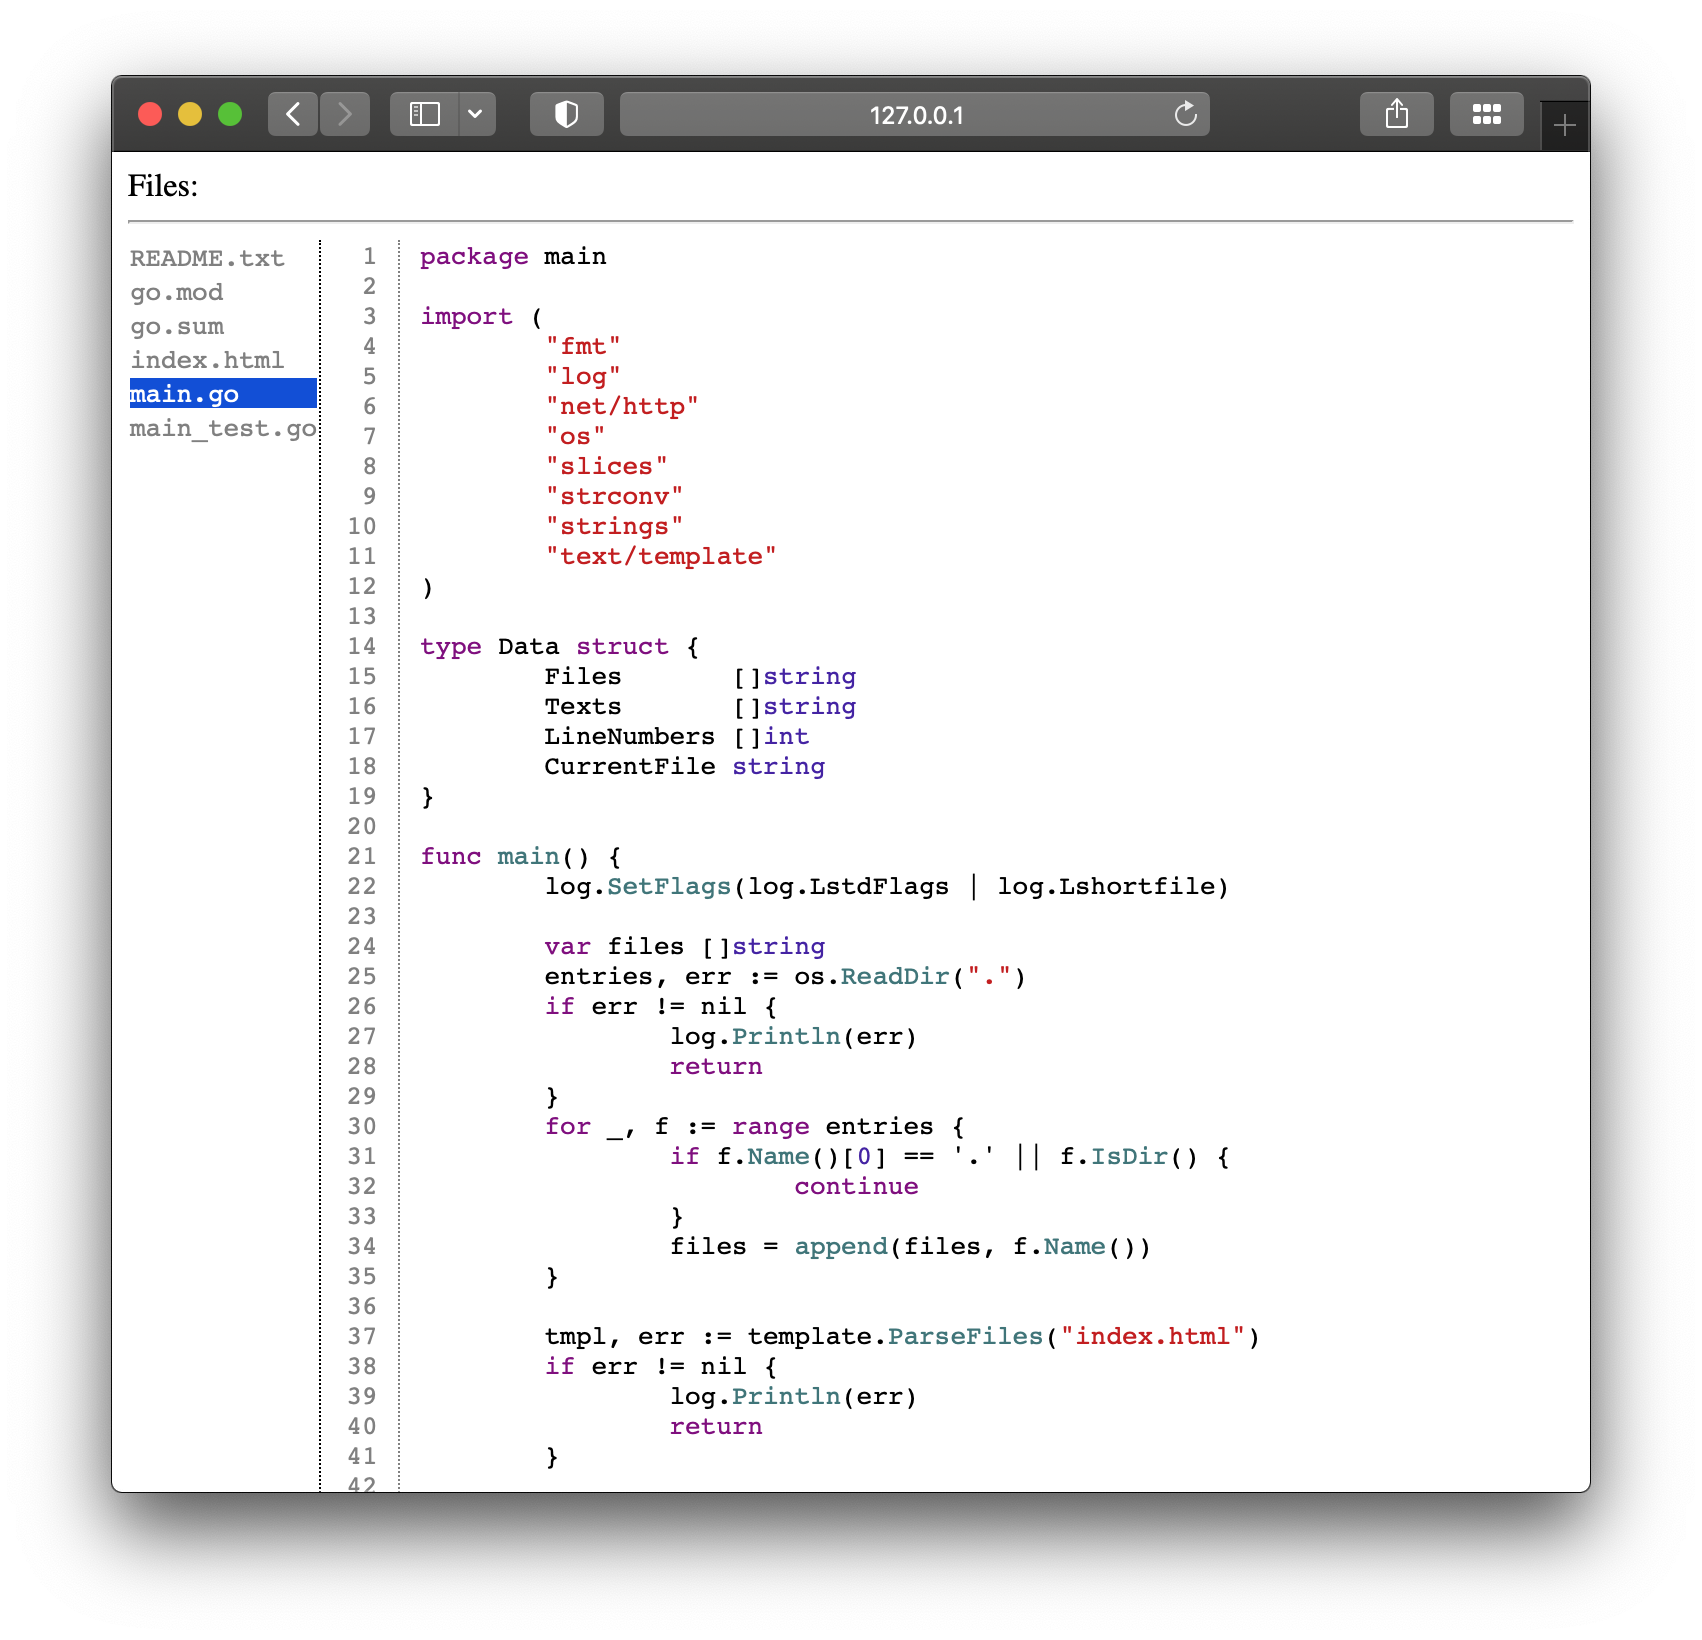 127.0.0.1
Files:
README.txt
go.mod
go.sum
index.html
main.go
main_test.go
1 package main
2
3 import (
4         "fmt"
5         "log"
6         "net/http"
7         "os"
8         "slices"
9         "strconv"
10         "strings"
11         "text/template"
12 )
13
14 type Data struct {
15         Files       []string
16         Texts       []string
17         LineNumbers []int
18         CurrentFile string
19 }
20
21 func main() {
22         log.SetFlags(log.LstdFlags | log.Lshortfile)
23
24         var files []string
25         entries, err := os.ReadDir(".")
26         if err != nil {
27                 log.Println(err)
28                 return
29         }
30         for _, f := range entries {
31                 if f.Name()[0] == '.' || f.IsDir() {
32                         continue
33                 }
34                 files = append(files, f.Name())
35         }
36
37         tmpl, err := template.ParseFiles("index.html")
38         if err != nil {
39                 log.Println(err)
40                 return
41         }
42